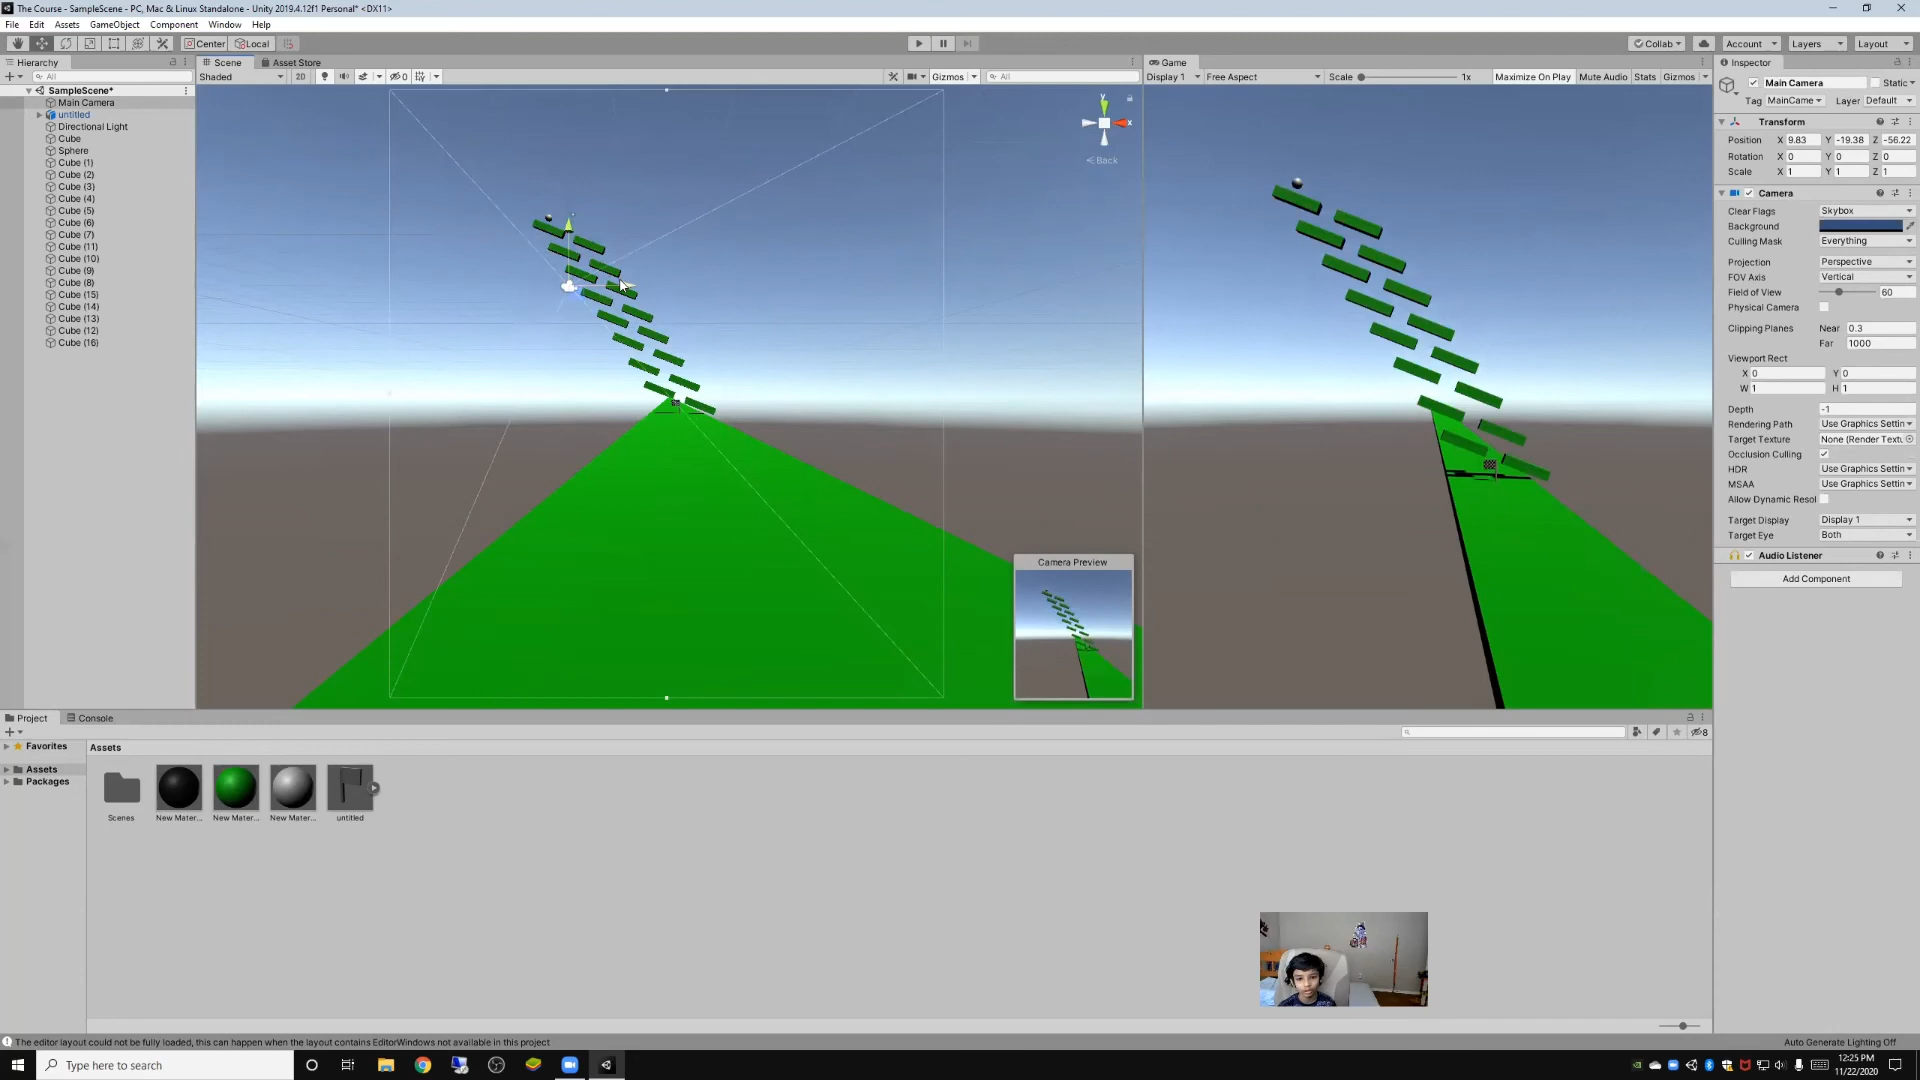 The Course - SampleScene - PC, Mac & Linux Standalone - Unity 2019.4.12f1 Personal* <DX11>
File Edit Assets GameObject Component Window Help
Center Local Collab Account Layers Layout
Hierarchy
All
SampleScene*
Main Camera
untitled
Directional Light
Cube
Sphere
Cube (1)
Cube (2)
Cube (3)
Cube (4)
Cube (5)
Cube (6)
Cube (7)
Cube (11)
Cube (10)
Cube (9)
Cube (8)
Cube (15)
Cube (14)
Cube (13)
Cube (12)
Cube (16)
Scene Asset Store
Shaded 2D 0 Gizmos All
y
x
Back
Camera Preview
Game
Display 1 Free Aspect Scale 1x Maximize On Play Mute Audio Stats Gizmos
Inspector
Main Camera Static
Tag MainCame Layer Default
Transform
Position X 9.83 Y -19.38 Z -56.22
Rotation X 0 Y 0 Z 0
Scale X 1 Y 1 Z 1
Camera
Clear Flags Skybox
Background
Culling Mask Everything
Projection Perspective
FOV Axis Vertical
Field of View 60
Physical Camera
Clipping Planes Near 0.3
Far 1000
Viewport Rect
X 0 Y 0
W 1 H 1
Depth -1
Rendering Path Use Graphics Settin
Target Texture None (Render Textu
Occlusion Culling
HDR Use Graphics Settin
MSAA Use Graphics Settin
Allow Dynamic Resol
Target Display Display 1
Target Eye Both
Audio Listener
Add Component
Project Console
8
Favorites
Assets
Packages
Assets
Scenes New Mater... New Mater... New Mater... untitled
The editor layout could not be fully loaded, this can happen when the layout contains EditorWindows not available in this project
Auto Generate Lighting Off
Type here to search
12:25 PM
11/22/2020